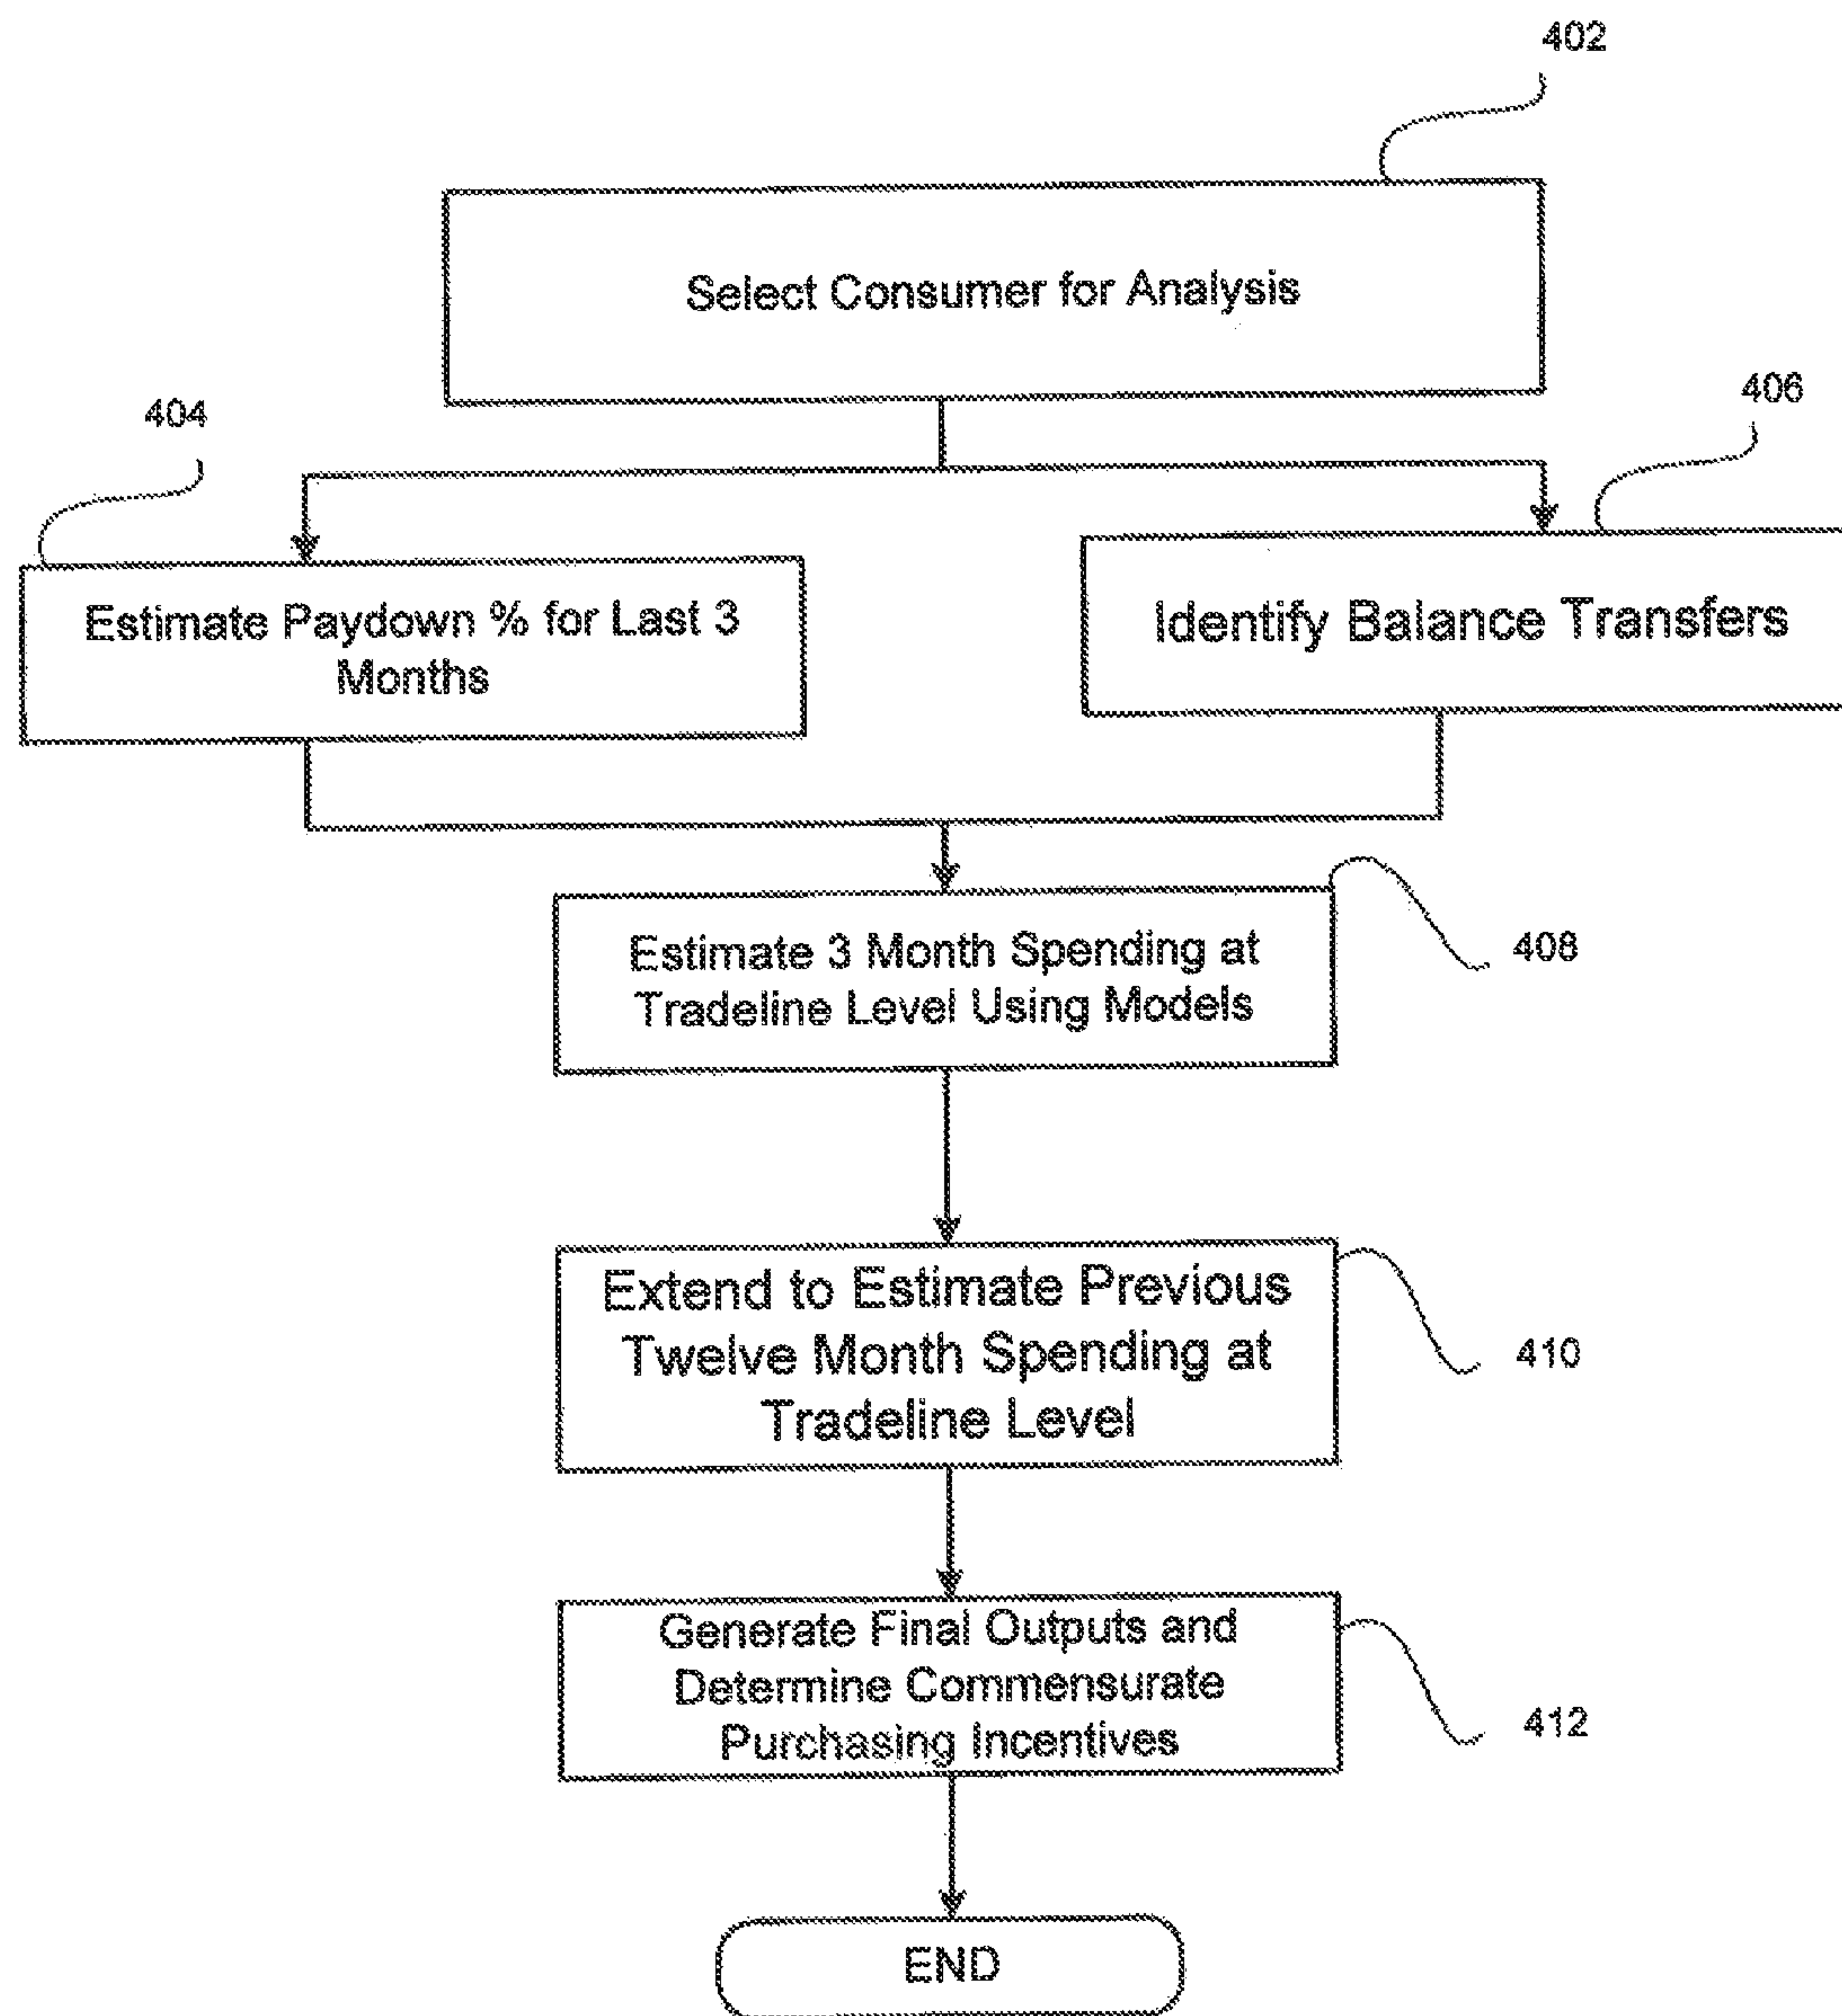 402
Select Consumer for Analysis
404
406
Estimate Paydown % for Last 3
Months
Identify Balance Transfers
Estimate 3 Month Spending at
Tradeline Level Using Models
408
Extend to Estimate Previous
Twelve Month Spending at
Tradeline Level
410
Generate Final Outputs and
Determine Commensurate
Purchasing Incentives
412
END